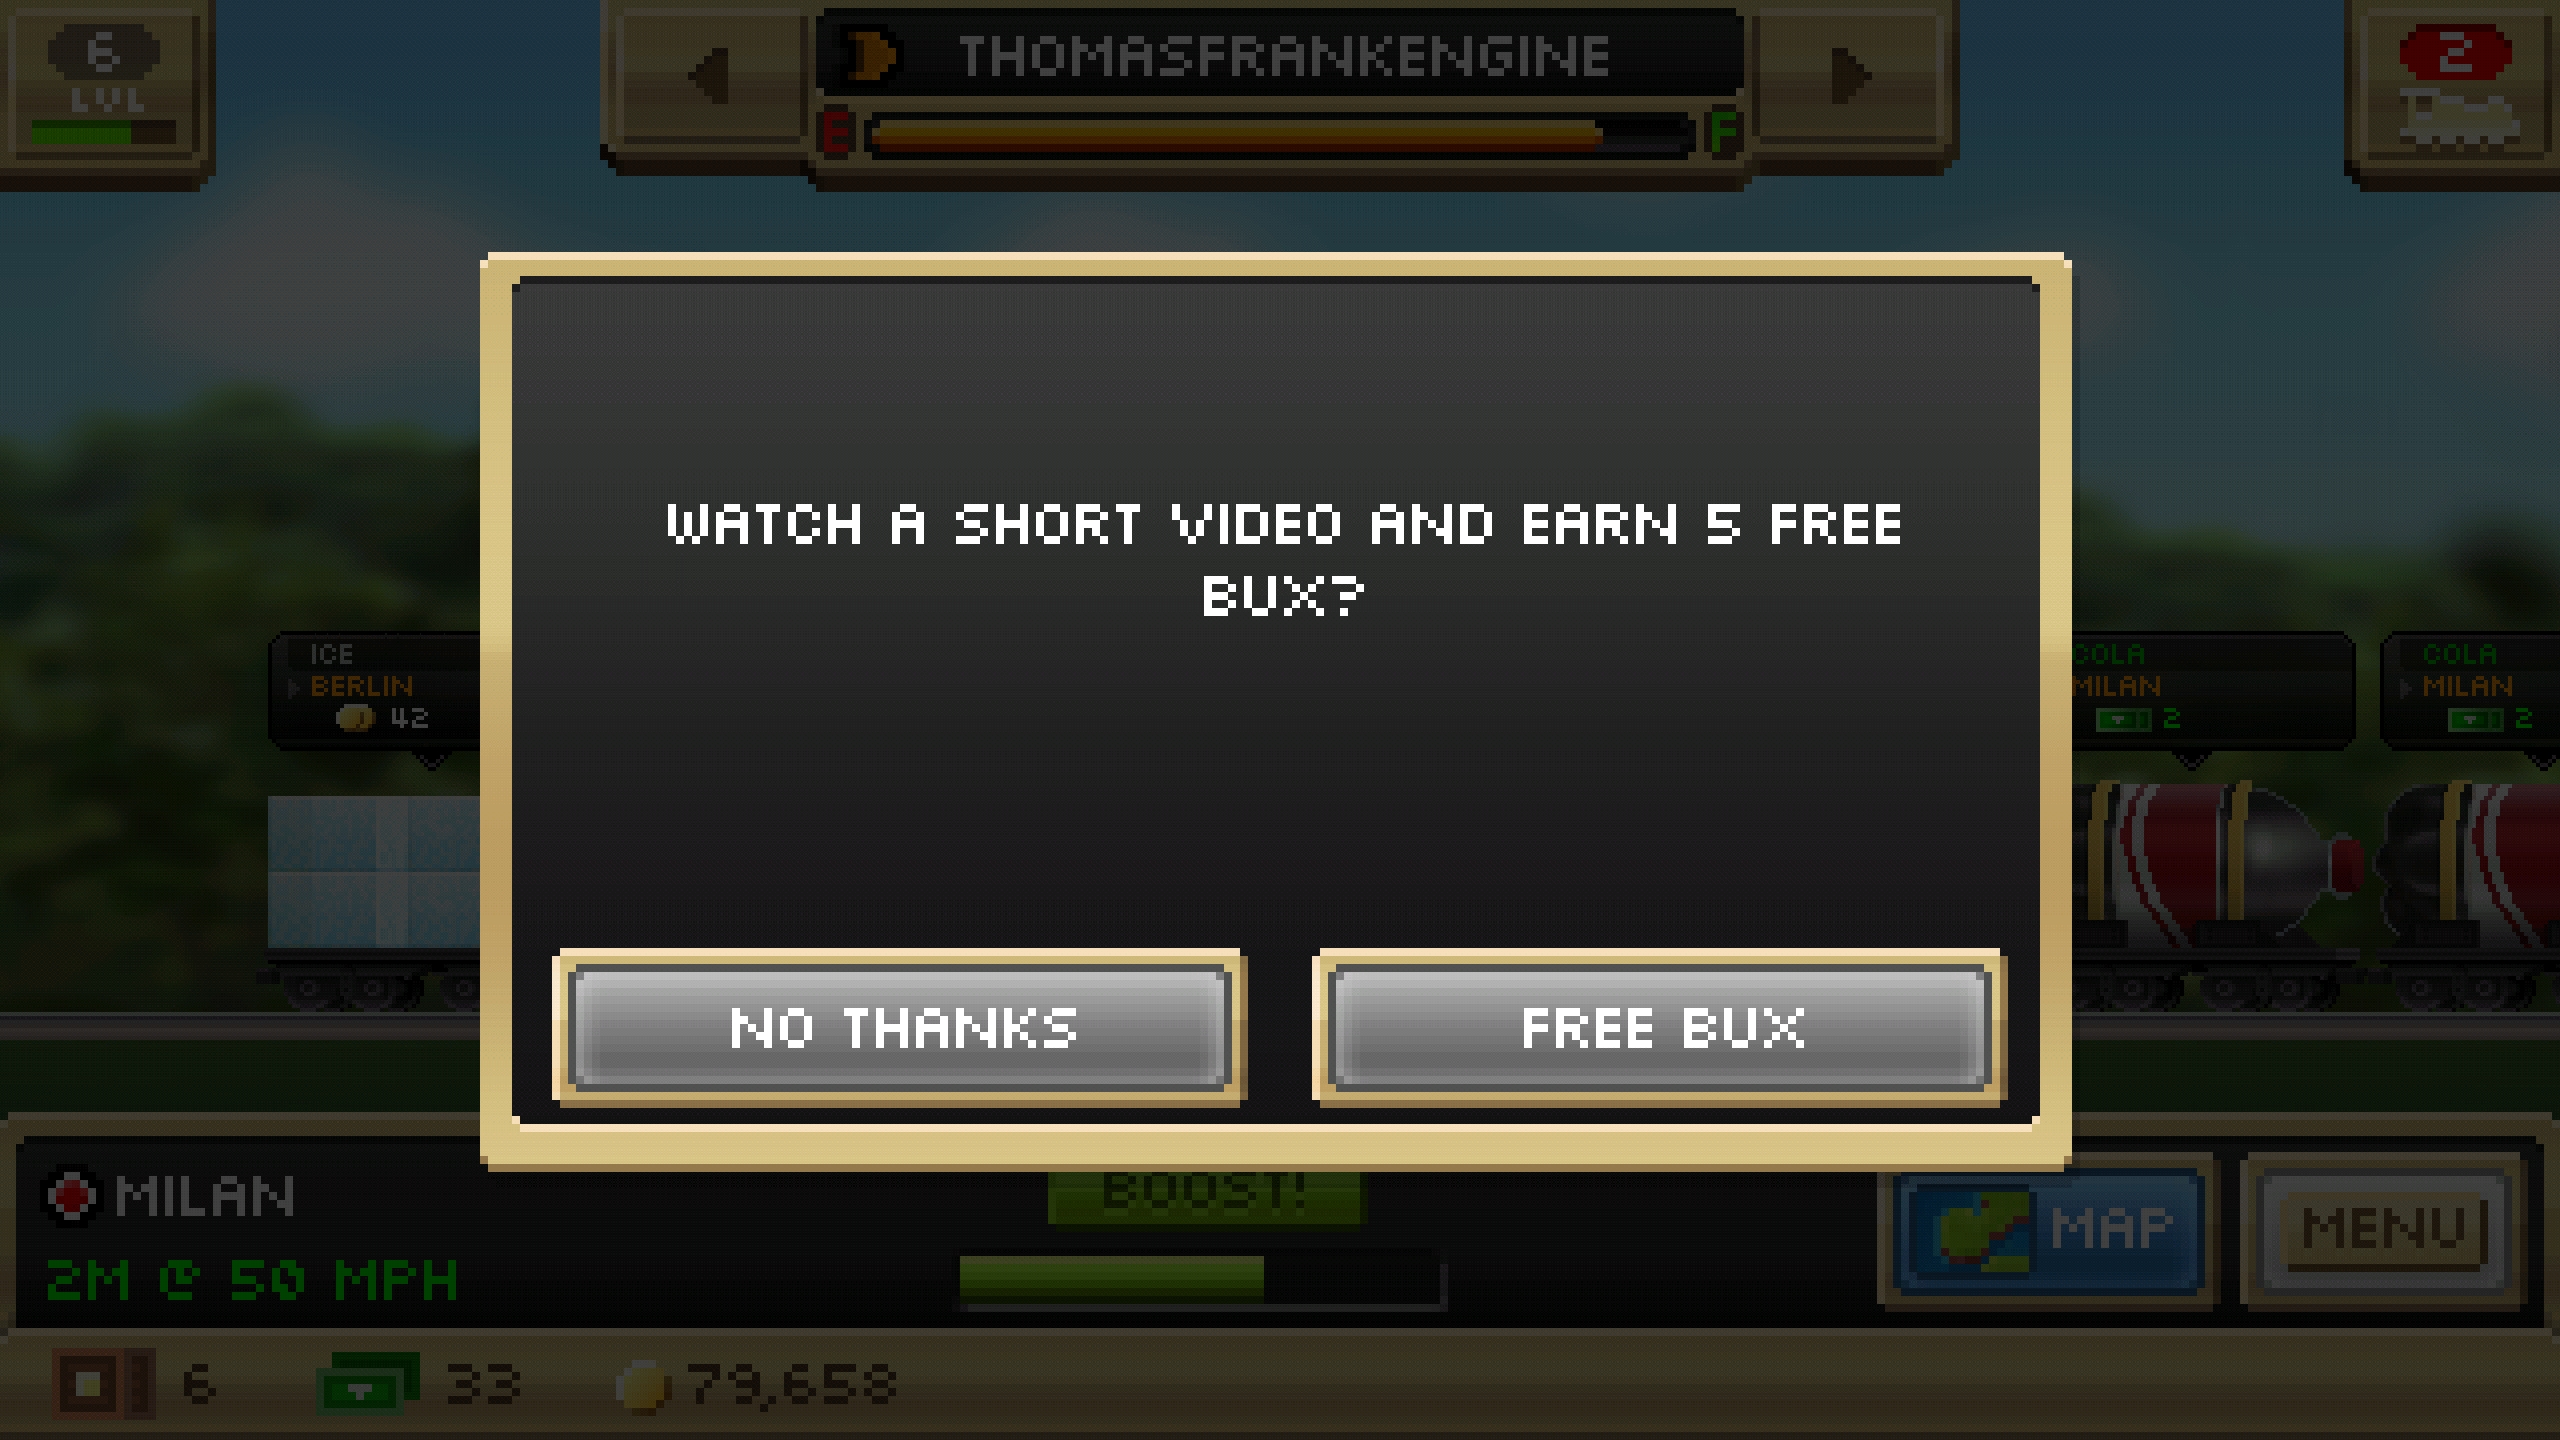 6
LVL
THOMASFRANKENGINE
E
F
2
WATCH A SHORT VIDEO AND EARN 5 FREE
BUX?
ICE
BERLIN
42
COLA
MILAN
2
COLA
MILAN
2
NO THANKS
FREE BUX
MILAN
2M @ 50 MPH
BOOST!
MAP
MENU
6
33
79,658